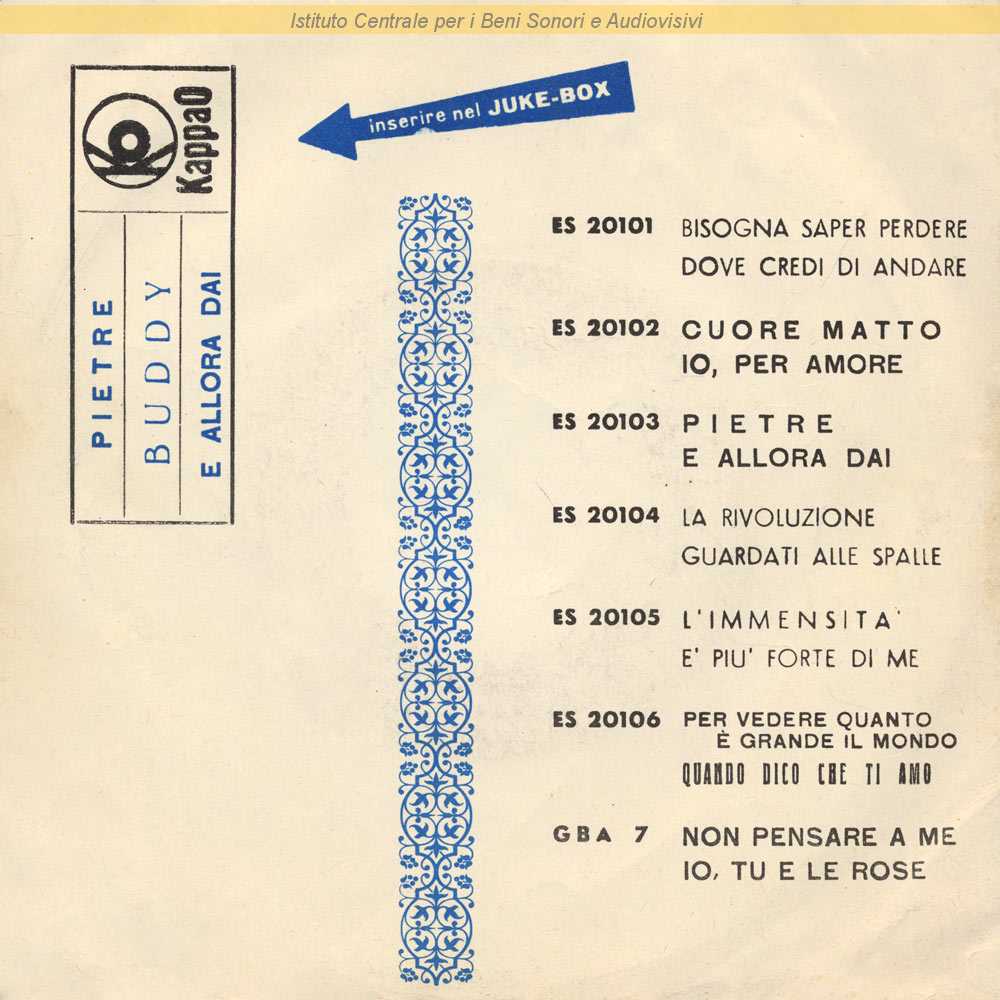 Istituto Centrale per i Beni Sonori e Audiovisivi
KappaO
PIETRE
BUDDY
E ALLORA DAI
inserire nel JUKE-BOX
ES 20101 BISOGNA SAPER PERDERE
DOVE CREDI DI ANDARE
ES 20102 CUORE MATTO
IO, PER AMORE
ES 20103 PIETRE
E ALLORA DAI
ES 20104 LA RIVOLUZIONE
GUARDATI ALLE SPALLE
ES 20105 L'IMMENSITA'
E' PIU' FORTE DI ME
ES 20106 PER VEDERE QUANTO
È GRANDE IL MONDO
QUANDO DICO CHE TI AMO
GBA 7 NON PENSARE A ME
IO, TU E LE ROSE